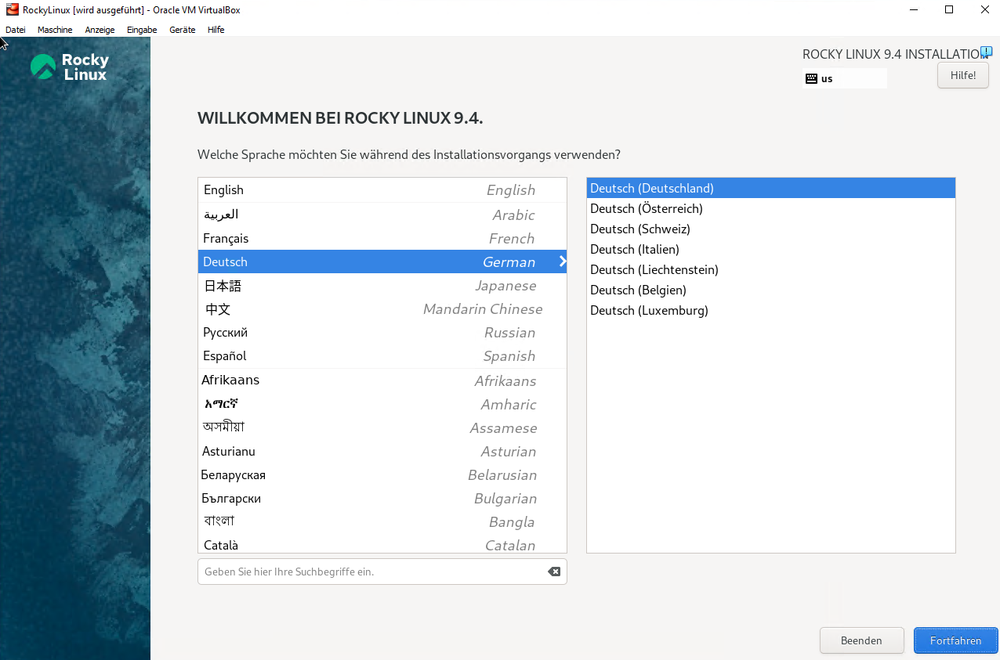 RockyLinux [wird ausgeführt] - Oracle VM VirtualBox
Datei Maschine Anzeige Eingabe Geräte Hilfe
Rocky
Linux
ROCKY LINUX 9.4 INSTALLATION
us
Hilfe!
WILLKOMMEN BEI ROCKY LINUX 9.4.
Welche Sprache möchten Sie während des Installationsvorgangs verwenden?
English English
العربية Arabic
Français French
Deutsch German
日本語 Japanese
中文 Mandarin Chinese
Русский Russian
Español Spanish
Afrikaans Afrikaans
አማርኛ Amharic
অসমীয়া Assamese
Asturianu Asturian
Беларуская Belarusian
Български Bulgarian
বাংলা Bangla
Català Catalan
Deutsch (Deutschland)
Deutsch (Österreich)
Deutsch (Schweiz)
Deutsch (Italien)
Deutsch (Liechtenstein)
Deutsch (Belgien)
Deutsch (Luxemburg)
Geben Sie hier Ihre Suchbegriffe ein.
Beenden
Fortfahren